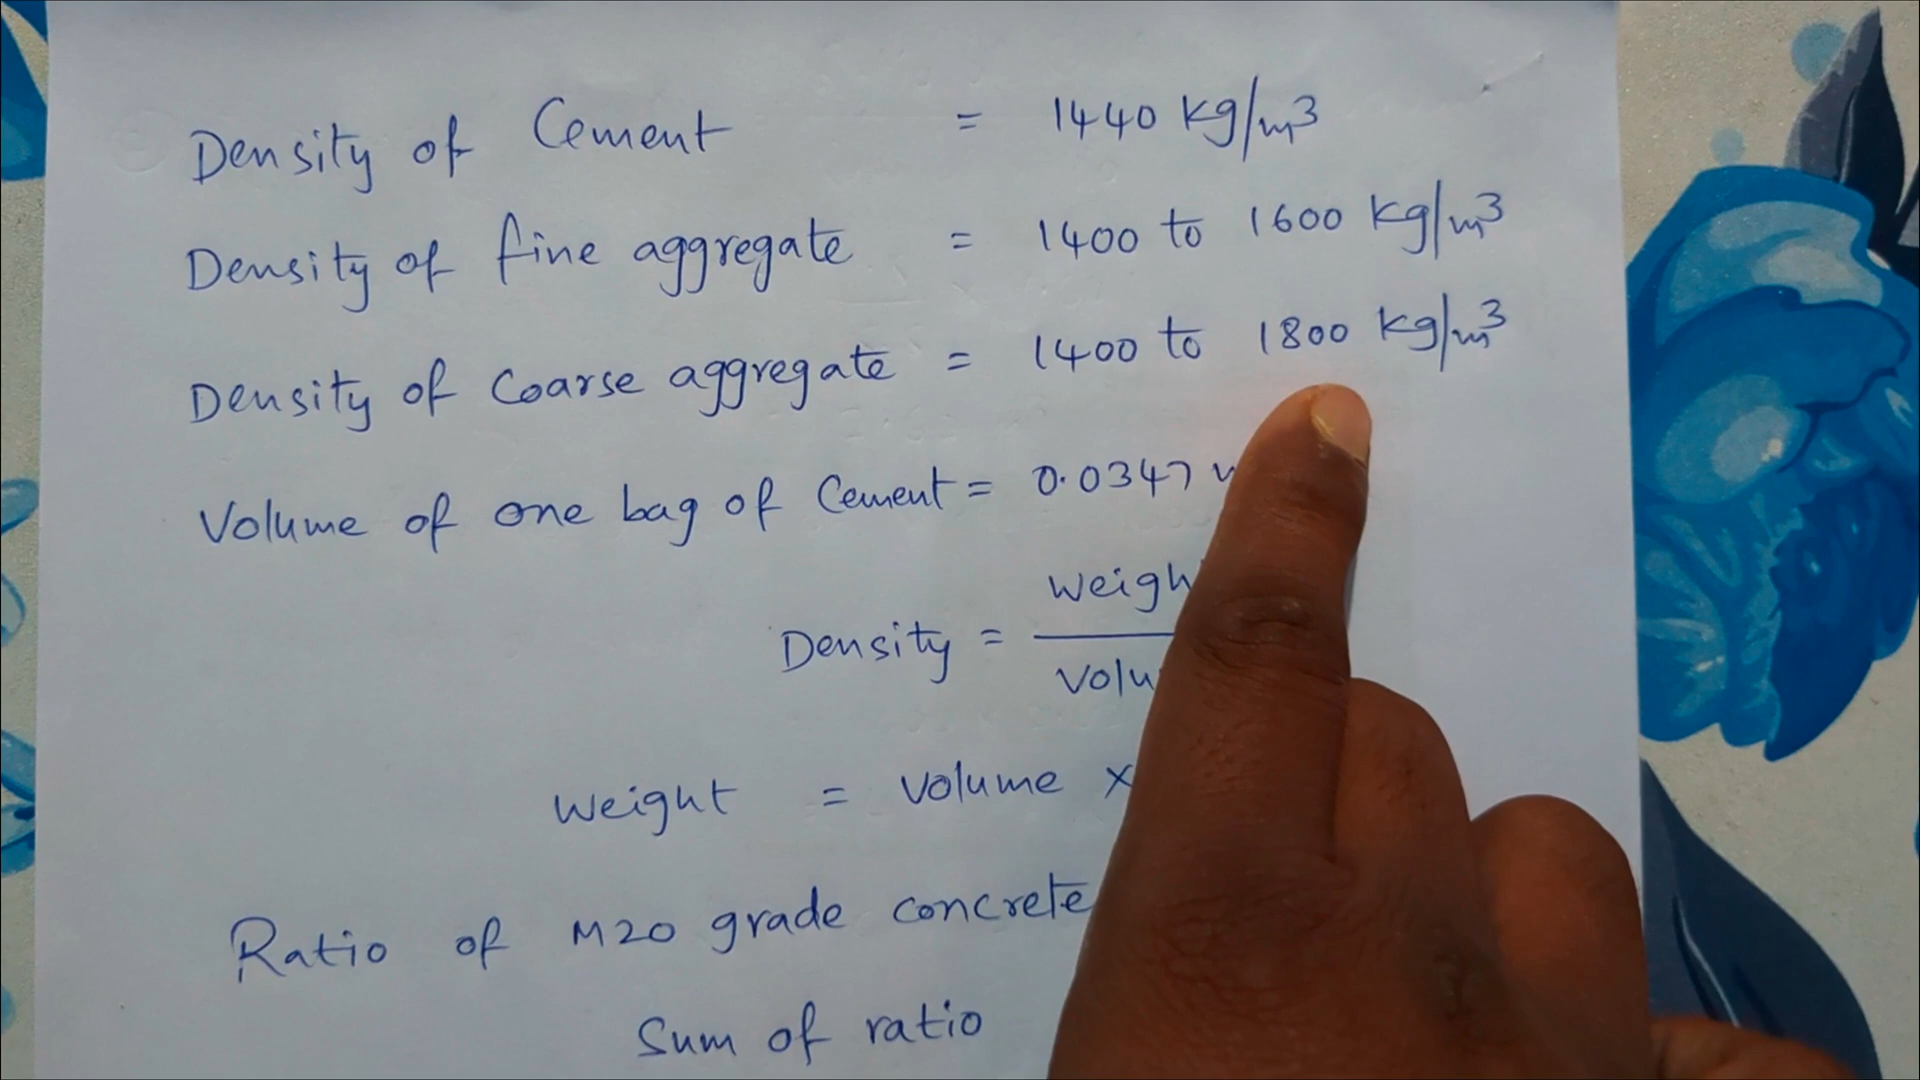 Density of Cement = 1440 kg/m³
Density of fine aggregate = 1400 to 1600 kg/m³
Density of Coarse aggregate = 1400 to 1800 kg/m³
Volume of one bag of Cement = 0.0347
Density =
Weight = Volume ×
Ratio of M20 grade concrete
Sum of ratio